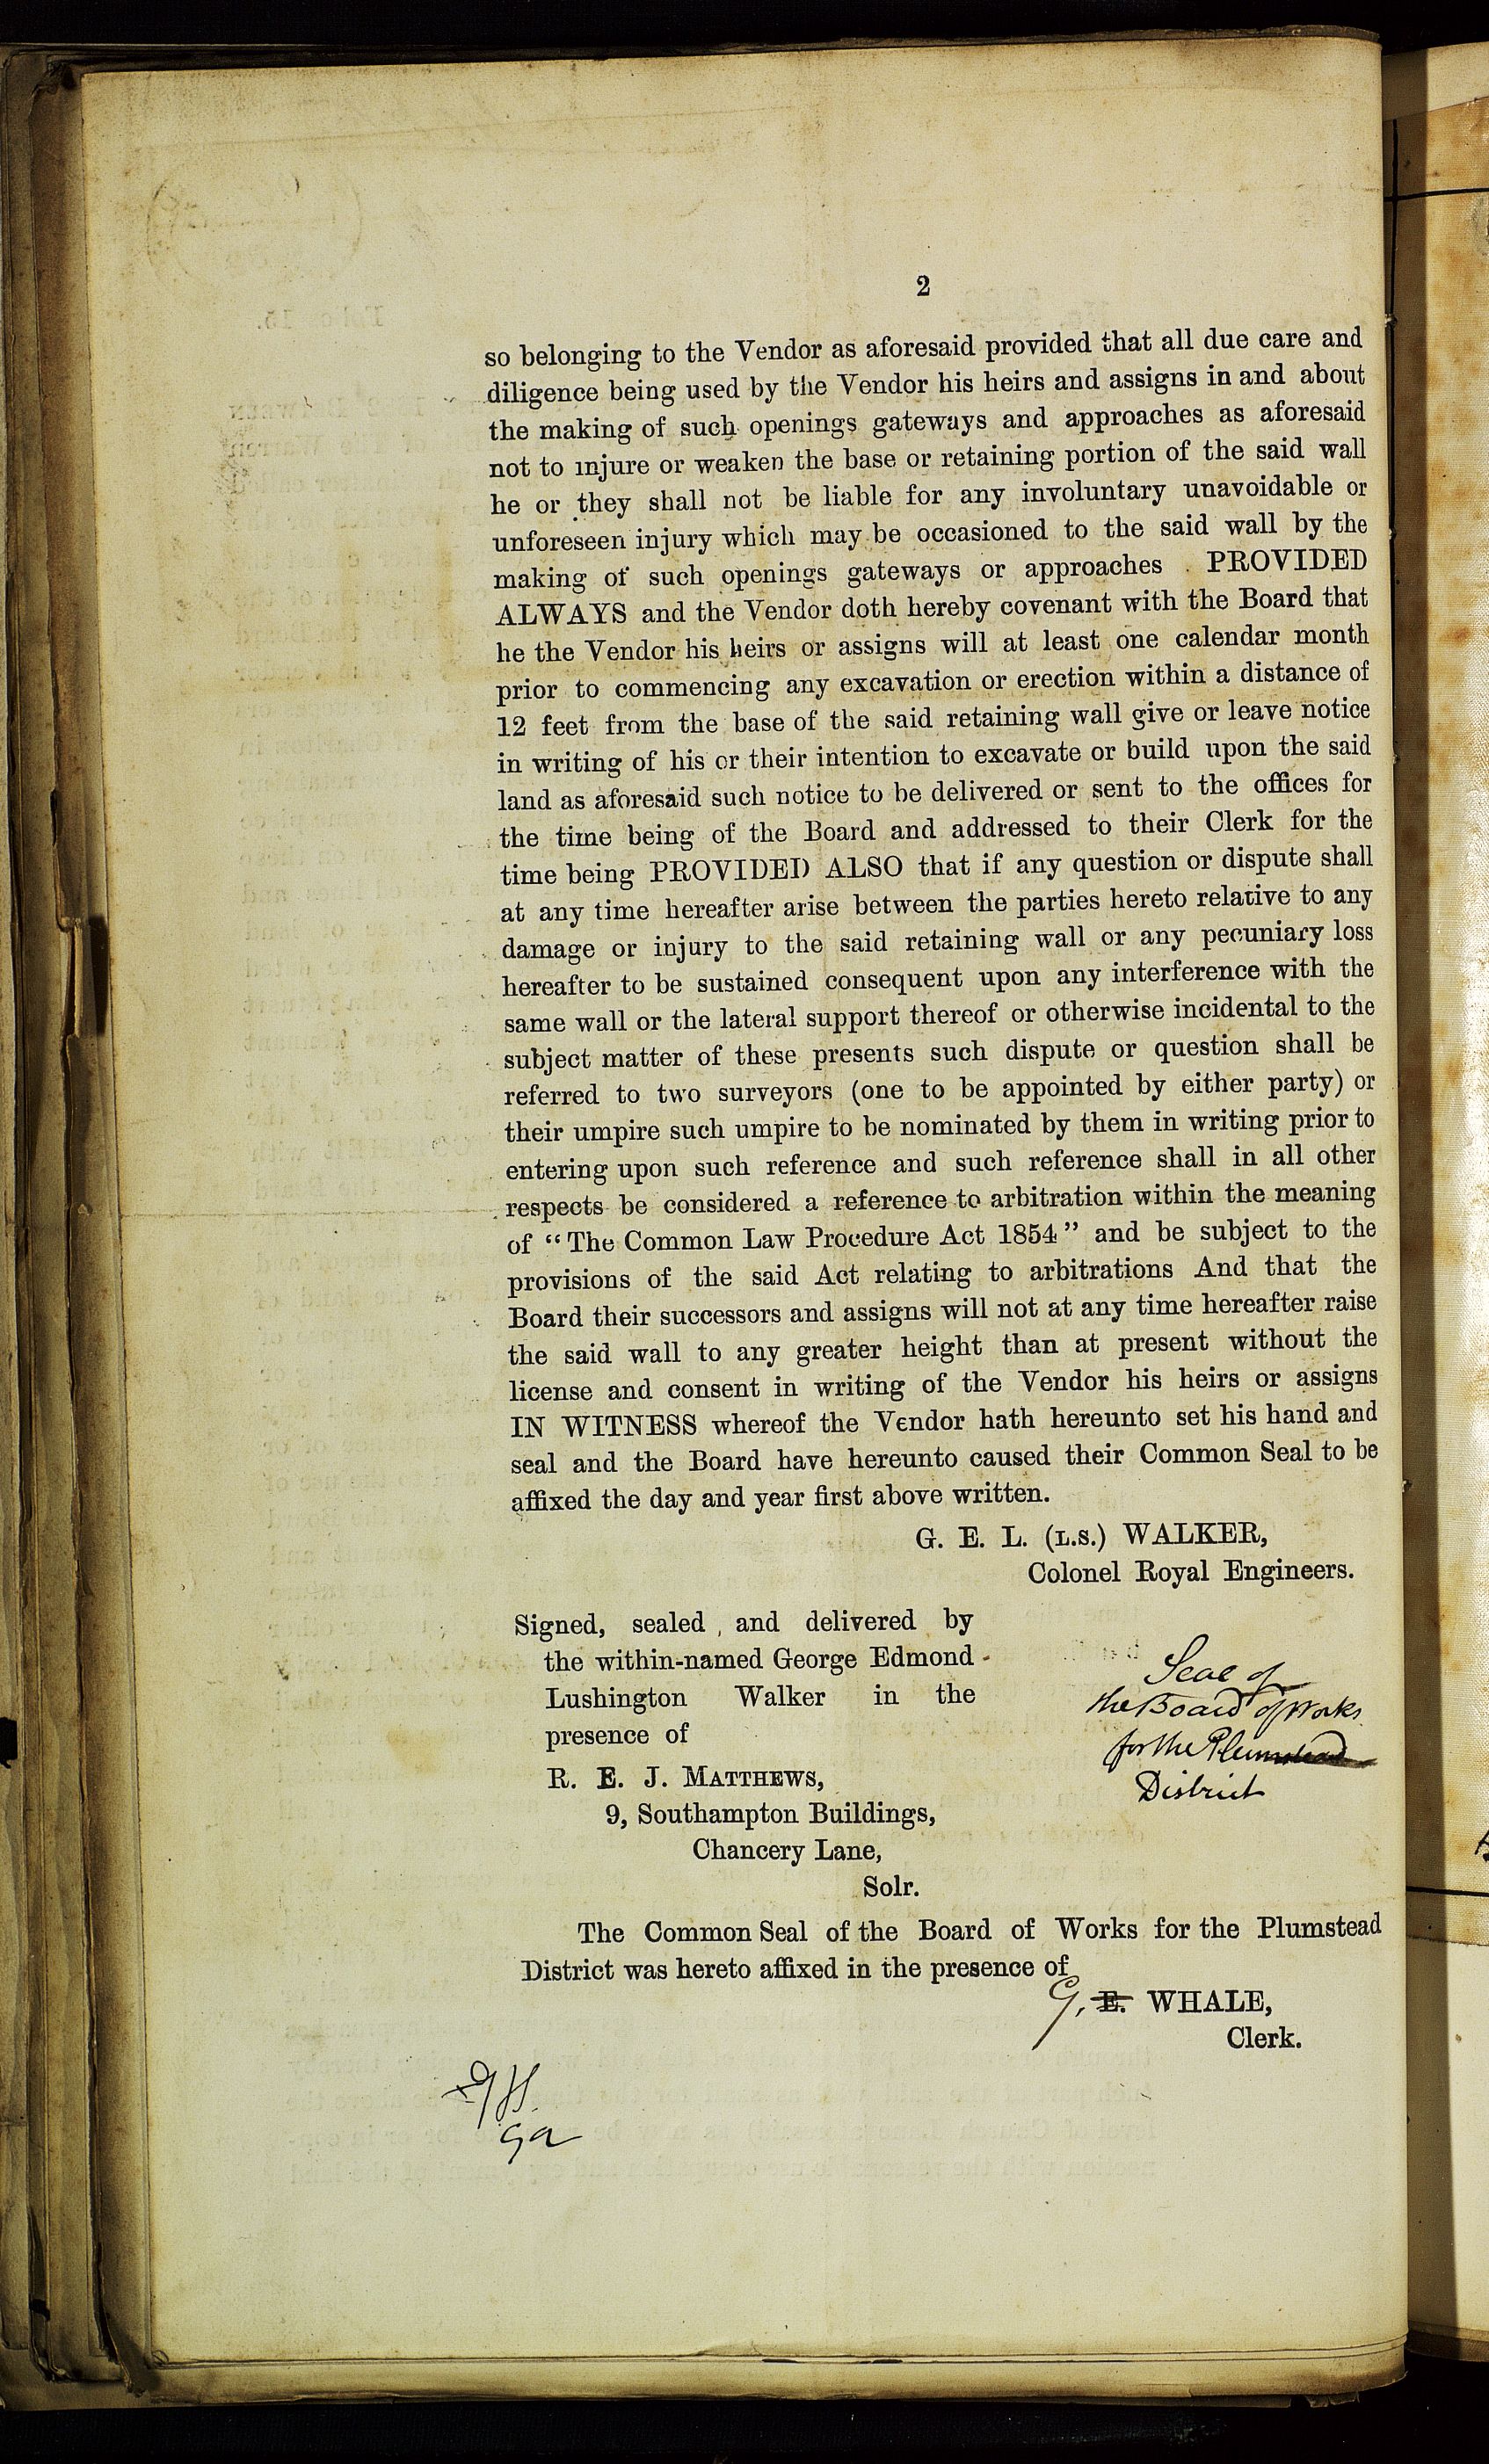 2
so belonging to the Vendor as aforesaid provided that all due care and
diligence being used by the Vendor his heirs and assigns in and about
the making of such openings gateways and approaches as aforesaid
not to injure or weaken the base or retaining portion of the said wall
he or they shall not be liable for any involuntary unavoidable or
unforeseen injury which may be occasioned to the said wall by the
making of such openings gateways or approaches . PROVIDED
ALWAYS and the Vendor doth hereby covenant with the Board that
he the Vendor his heirs or assigns will at least one calendar month
prior to commencing any excavation or erection within a distance of
12 feet from the base of the said retaining wall give or leave notice
in writing of his or their intention to excavate or build upon the said
land as aforesaid such notice to be delivered or sent to the offices for
the time being of the Board and addressed to their Clerk for the
time being PROVIDED ALSO that if any question or dispute shall
at any time hereafter arise between the parties hereto relative to any
damage or injury to the said retaining wall or any pecuniary loss
hereafter to be sustained consequent upon any interference with the
same wall or the lateral support thereof or otherwise incidental to the
subject matter of these presents such dispute or question shall be
referred to two surveyors (one to be appointed by either party) or
their umpire such umpire to be nominated by them in writing prior to
entering upon such reference and such reference shall in all other
respects be considered a reference to arbitration within the meaning
of “The Common Law Procedure Act 1854” and be subject to the
provisions of the said Act relating to arbitrations And that the
Board their successors and assigns will not at any time hereafter raise
the said wall to any greater height than at present without the
license and consent in writing of the Vendor his heirs or assigns
IN WITNESS whereof the Vendor hath hereunto set his hand and
seal and the Board have hereunto caused their Common Seal to be
affixed the day and year first above written.
G. E. L. (L.S.) WALKER,
Colonel Royal Engineers.
Signed, sealed, and delivered by
the within-named George Edmond
Lushington Walker in the
presence of
R. E. J. MATTHEWS,
9, Southampton Buildings,
Chancery Lane,
Solr.
Seal of
the Board of Works
for the Plumstead
District
The Common Seal of the Board of Works for the Plumstead
District was hereto affixed in the presence of
G. E. WHALE,
Clerk.